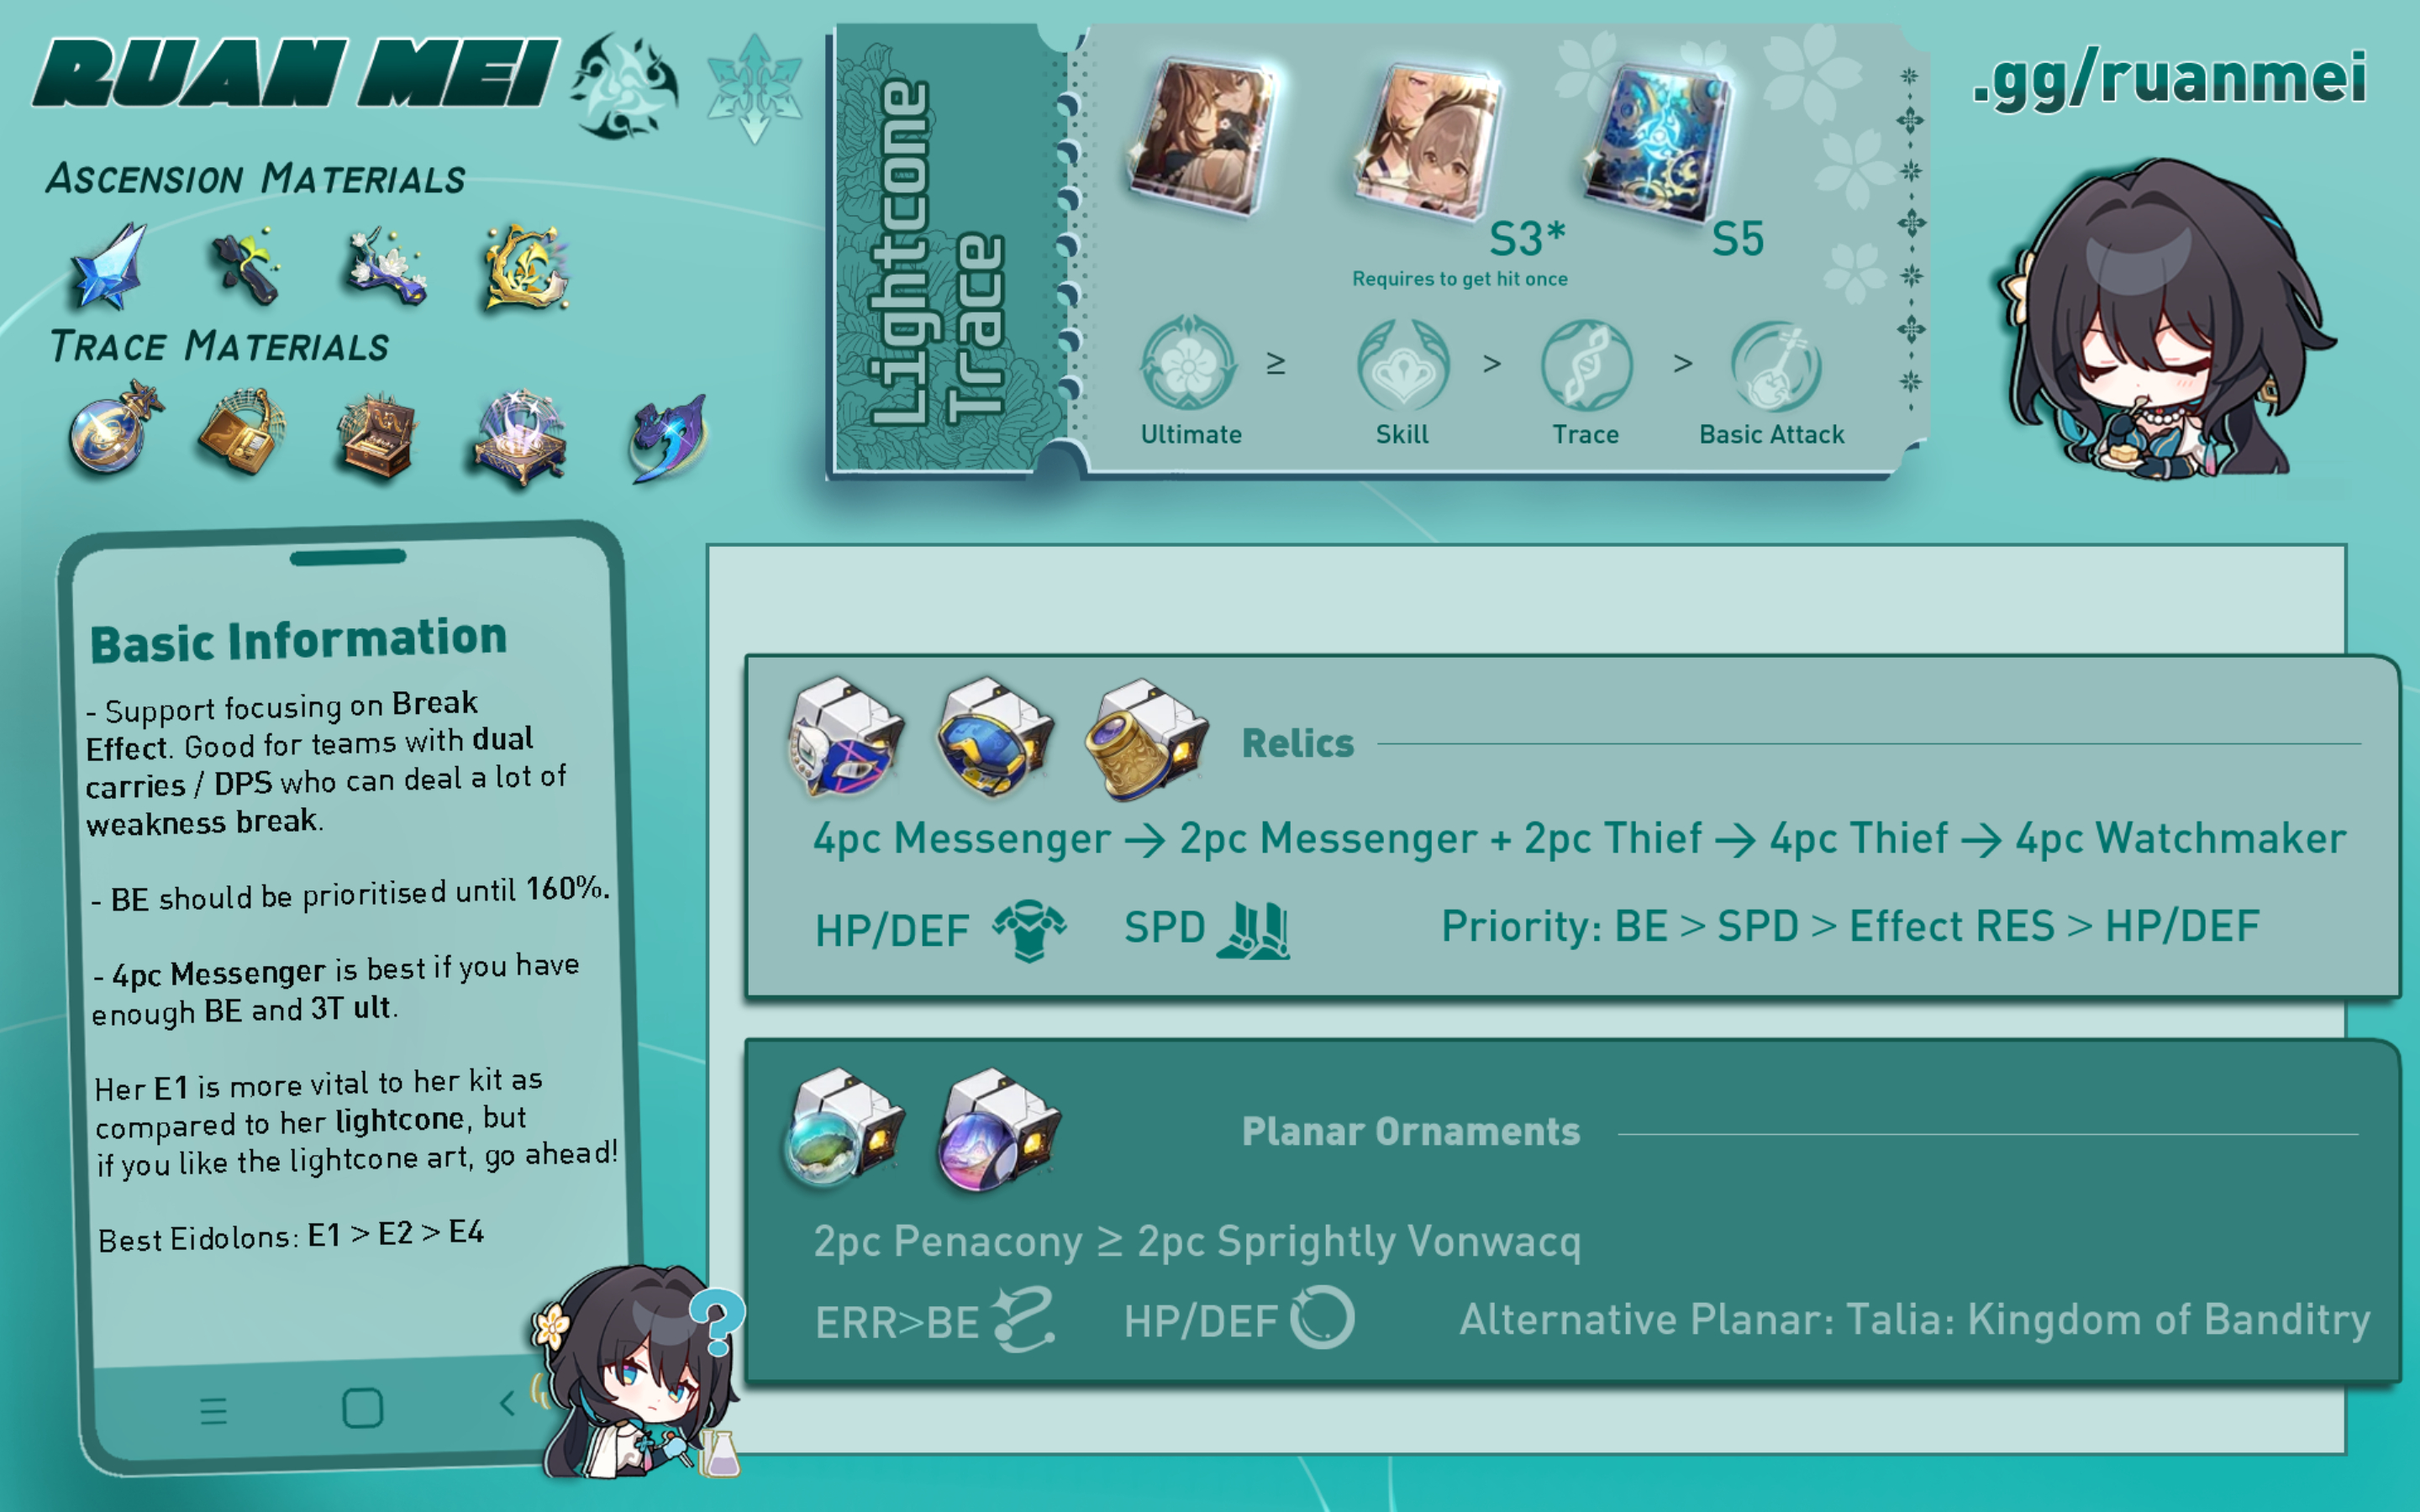 RUAN MEI
ASCENSION MATERIALS
TRACE MATERIALS
Lightcone
Trace
S3*
S5
Requires to get hit once
≥ > >
Ultimate Skill Trace Basic Attack
.gg/ruanmei
Basic Information
- Support focusing on Break
Effect. Good for teams with dual
carries / DPS who can deal a lot of
weakness break.
- BE should be prioritised until 160%.
- 4pc Messenger is best if you have
enough BE and 3T ult.
Her E1 is more vital to her kit as
compared to her lightcone, but
if you like the lightcone art, go ahead!
Best Eidolons: E1 > E2 > E4
?
Relics
4pc Messenger → 2pc Messenger + 2pc Thief → 4pc Thief → 4pc Watchmaker
HP/DEF SPD Priority: BE > SPD > Effect RES > HP/DEF
Planar Ornaments
2pc Penacony ≥ 2pc Sprightly Vonwacq
ERR>BE HP/DEF Alternative Planar: Talia: Kingdom of Banditry